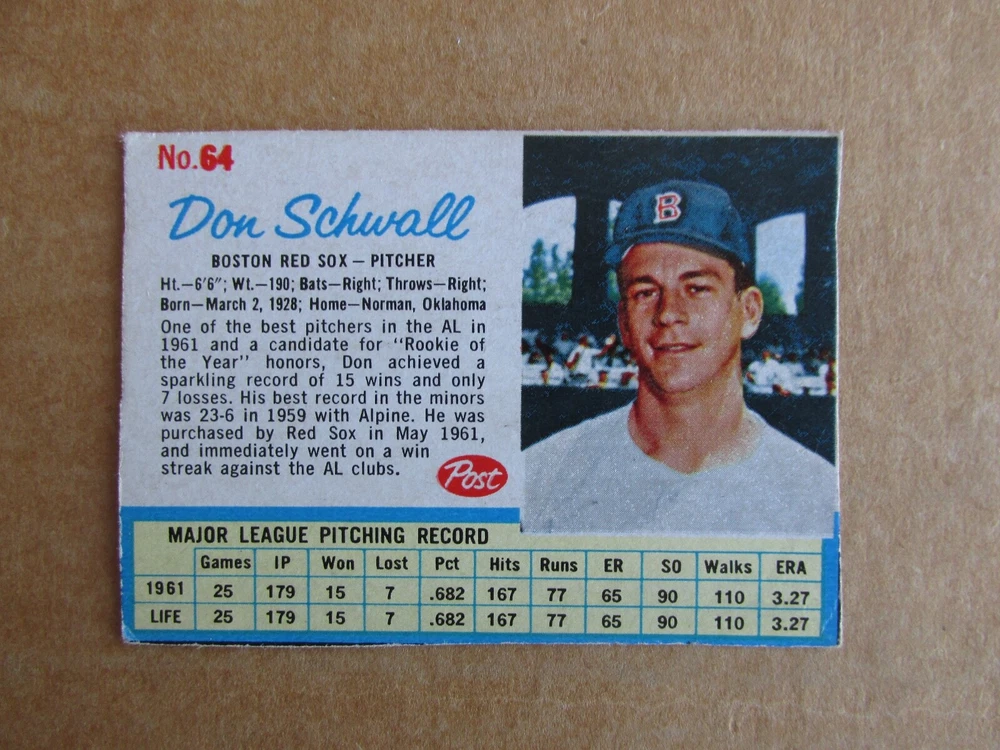 No.64
Don Schwall
BOSTON RED SOX — PITCHER
Ht.—6'6"; Wt.—190; Bats—Right; Throws—Right;
Born—March 2, 1928; Home—Norman, Oklahoma
One of the best pitchers in the AL in
1961 and a candidate for "Rookie of
the Year" honors, Don achieved a
sparkling record of 15 wins and only
7 losses. His best record in the minors
was 23-6 in 1959 with Alpine. He was
purchased by Red Sox in May 1961,
and immediately went on a win
streak against the AL clubs.
Post
B
MAJOR LEAGUE PITCHING RECORD
Games IP Won Lost Pct Hits Runs ER SO Walks ERA
1961 25 179 15 7 .682 167 77 65 90 110 3.27
LIFE 25 179 15 7 .682 167 77 65 90 110 3.27